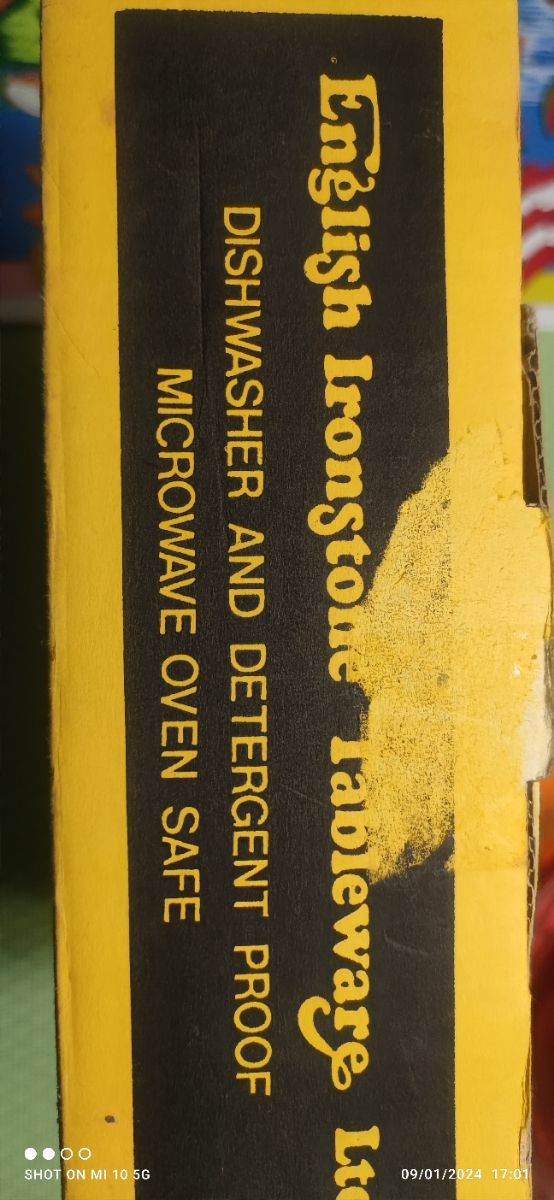 English Ironstone Tableware Lt
DISHWASHER AND DETERGENT PROOF
MICROWAVE OVEN SAFE
SHOT ON MI 10 5G
09/01/2024 17:01